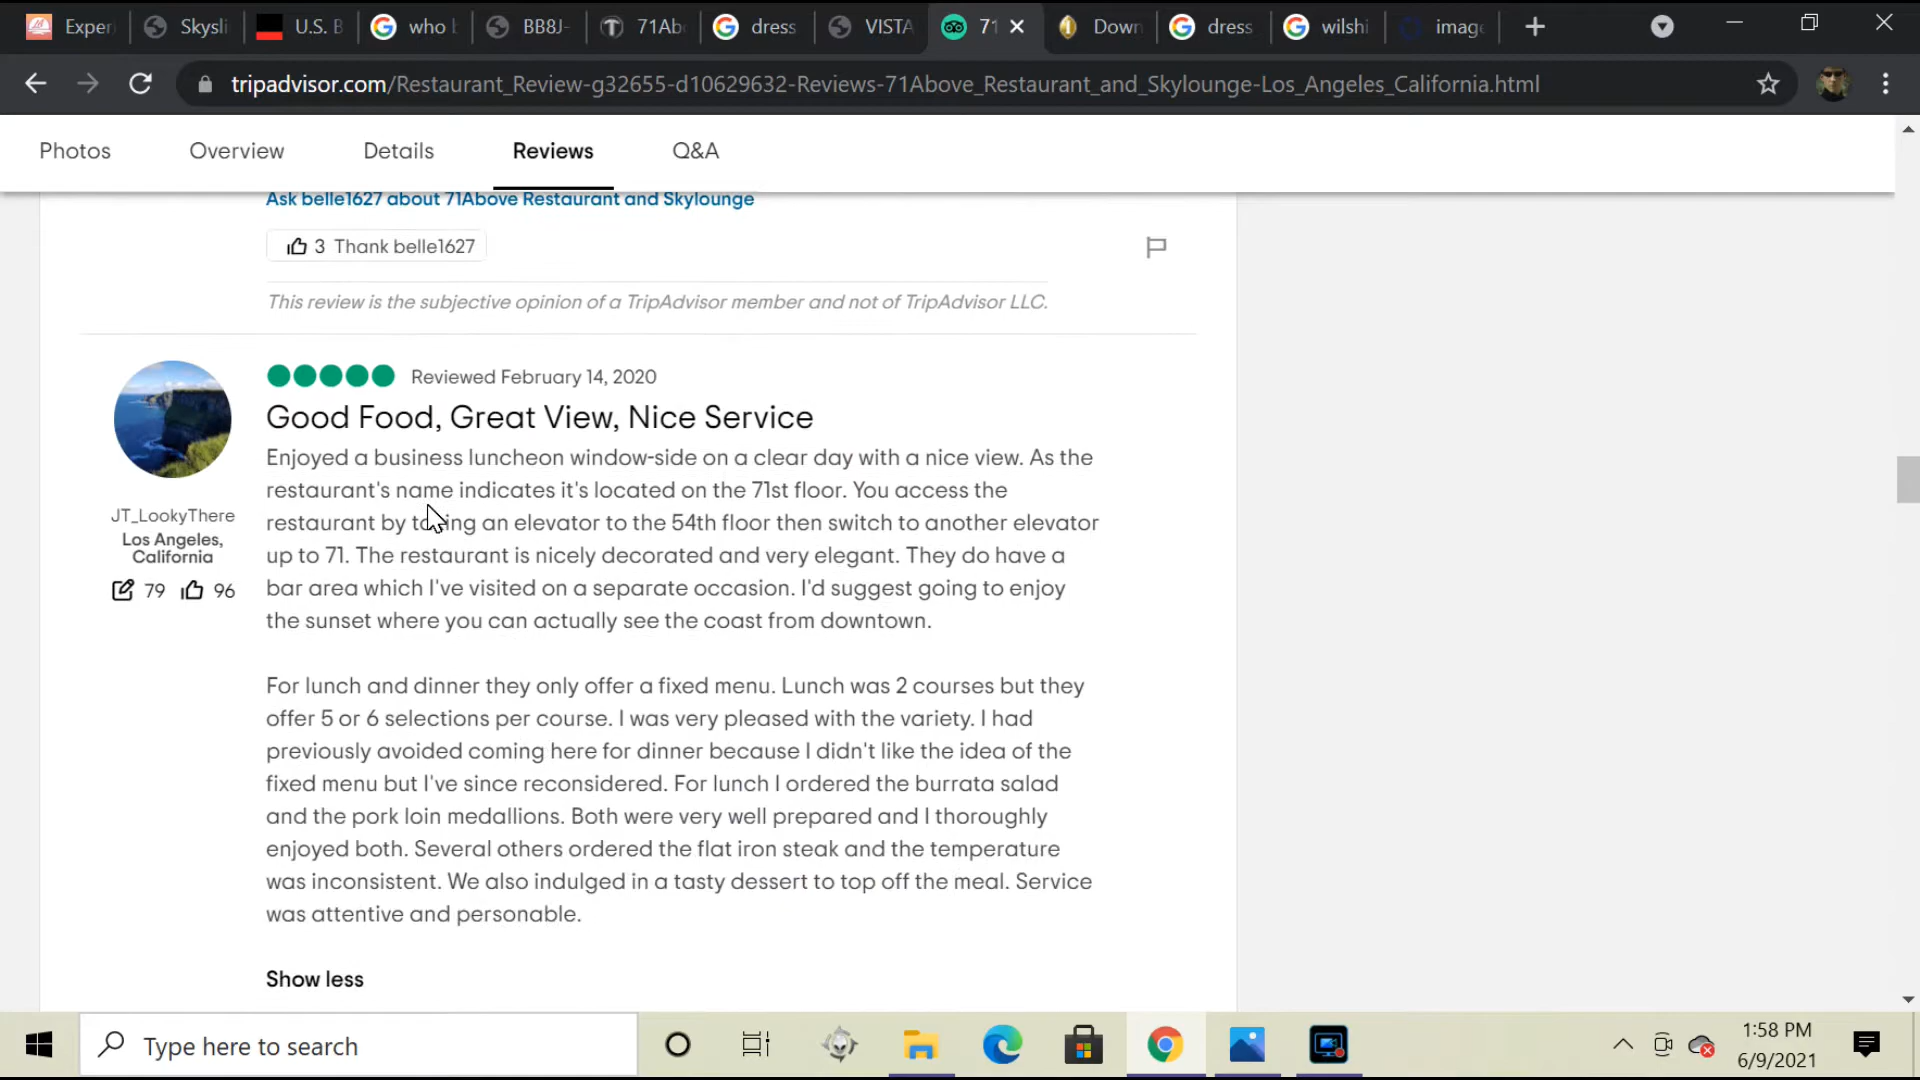 Exper
Skysli
U.S. B
who b
BB8J-
71Ab
dress
VISTA
71
Down
dress
wilshi
image
tripadvisor.com/Restaurant_Review-g32655-d10629632-Reviews-71Above_Restaurant_and_Skylounge-Los_Angeles_California.html
Photos
Overview
Details
Reviews
Q&A
Ask belle1627 about 71Above Restaurant and Skylounge
3 Thank belle1627
This review is the subjective opinion of a TripAdvisor member and not of TripAdvisor LLC.
Reviewed February 14, 2020
Good Food, Great View, Nice Service
Enjoyed a business luncheon window-side on a clear day with a nice view. As the
restaurant's name indicates it's located on the 71st floor. You access the
restaurant by taking an elevator to the 54th floor then switch to another elevator
up to 71. The restaurant is nicely decorated and very elegant. They do have a
bar area which I've visited on a separate occasion. I'd suggest going to enjoy
the sunset where you can actually see the coast from downtown.
For lunch and dinner they only offer a fixed menu. Lunch was 2 courses but they
offer 5 or 6 selections per course. I was very pleased with the variety. I had
previously avoided coming here for dinner because I didn't like the idea of the
fixed menu but I've since reconsidered. For lunch I ordered the burrata salad
and the pork loin medallions. Both were very well prepared and I thoroughly
enjoyed both. Several others ordered the flat iron steak and the temperature
was inconsistent. We also indulged in a tasty dessert to top off the meal. Service
was attentive and personable.
Show less
JT_LookyThere
Los Angeles,
California
79 96
Type here to search
1:58 PM
6/9/2021